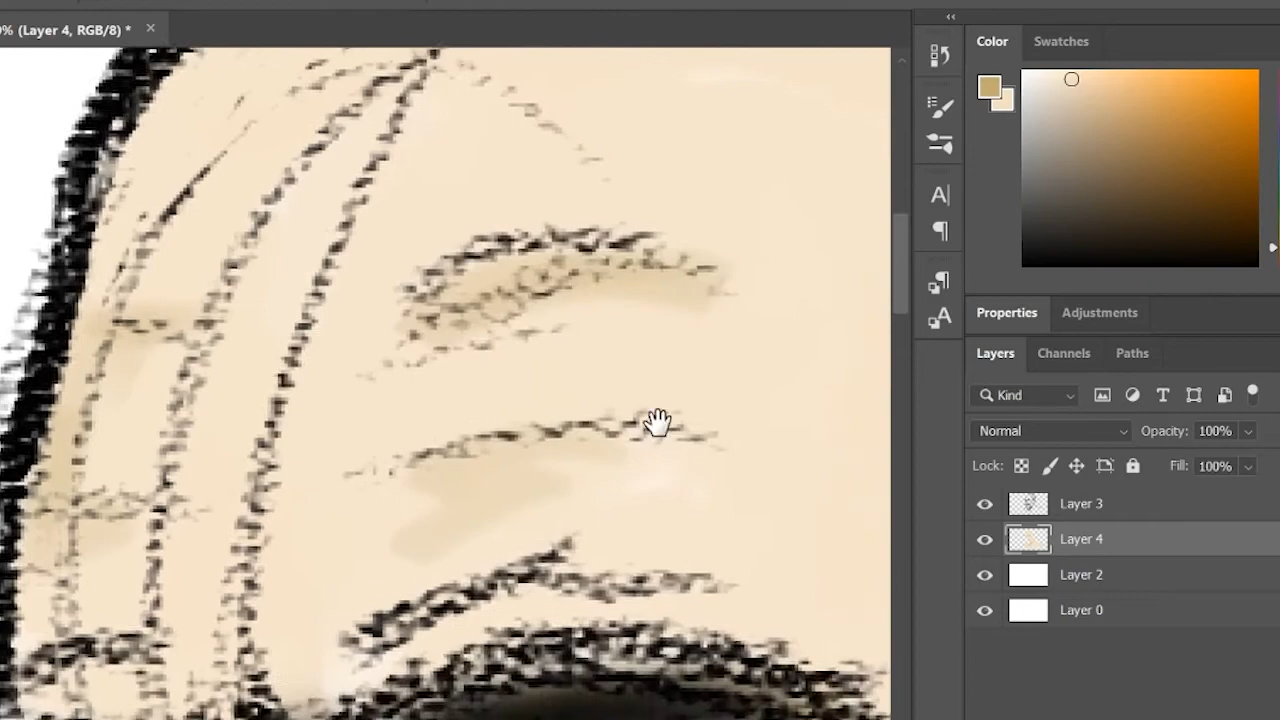 % (Layer 4, RGB/8) *
Color
Swatches
Properties
Adjustments
Layers
Channels
Paths
Kind
Normal
Opacity: 100%
Lock:
Fill: 100%
Layer 3
Layer 4
Layer 2
Layer 0